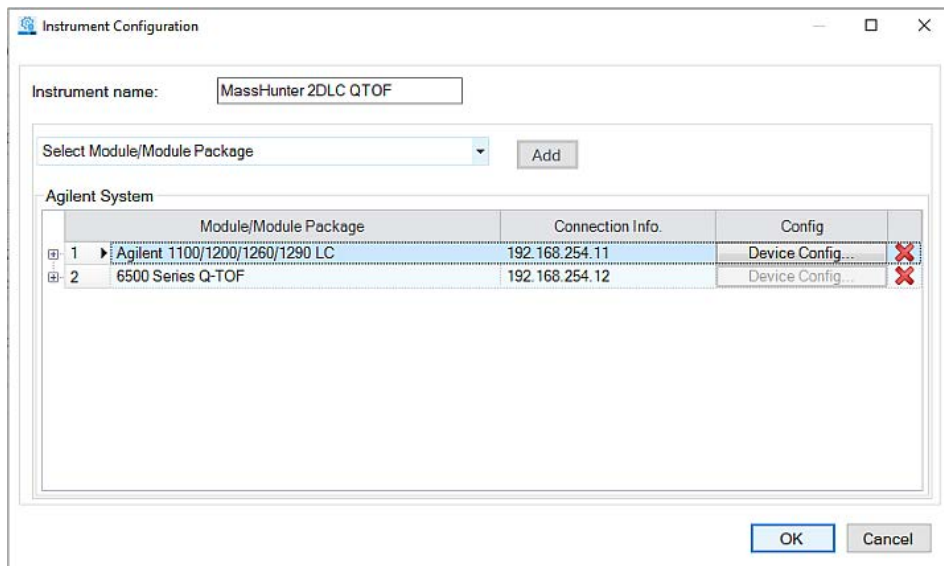 Instrument Configuration
Instrument name: MassHunter 2DLC QTOF
Select Module/Module Package Add
Agilent System
Module/Module Package Connection Info. Config
1 Agilent 1100/1200/1260/1290 LC 192.168.254.11 Device Config...
2 6500 Series Q-TOF 192.168.254.12 Device Config...
OK Cancel